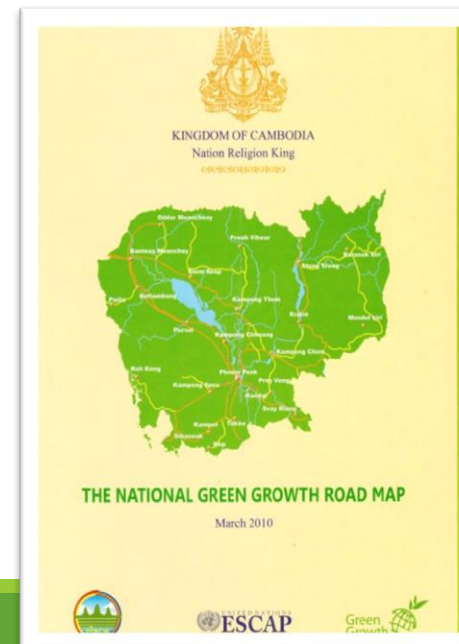 KINGDOM OF CAMBODIA
Nation Religion King
Oddar Meanchay
Preah Vihear
Banteay Meanchay
Siem Reap
Stung Treng
Ratanak Kiri
Pailin
Battambang
Kampong Thom
Kratie
Mondul Kiri
Pursat
Kampong Chhnang
Kampong Cham
Koh Kong
Phnom Penh
Prey Veng
Kampong Speu
Kandal
Svay Rieng
Kampot
Takeo
Sihanouk
Kep
THE NATIONAL GREEN GROWTH ROAD MAP
March 2010
UNITED NATIONS
ESCAP
Green
Growth